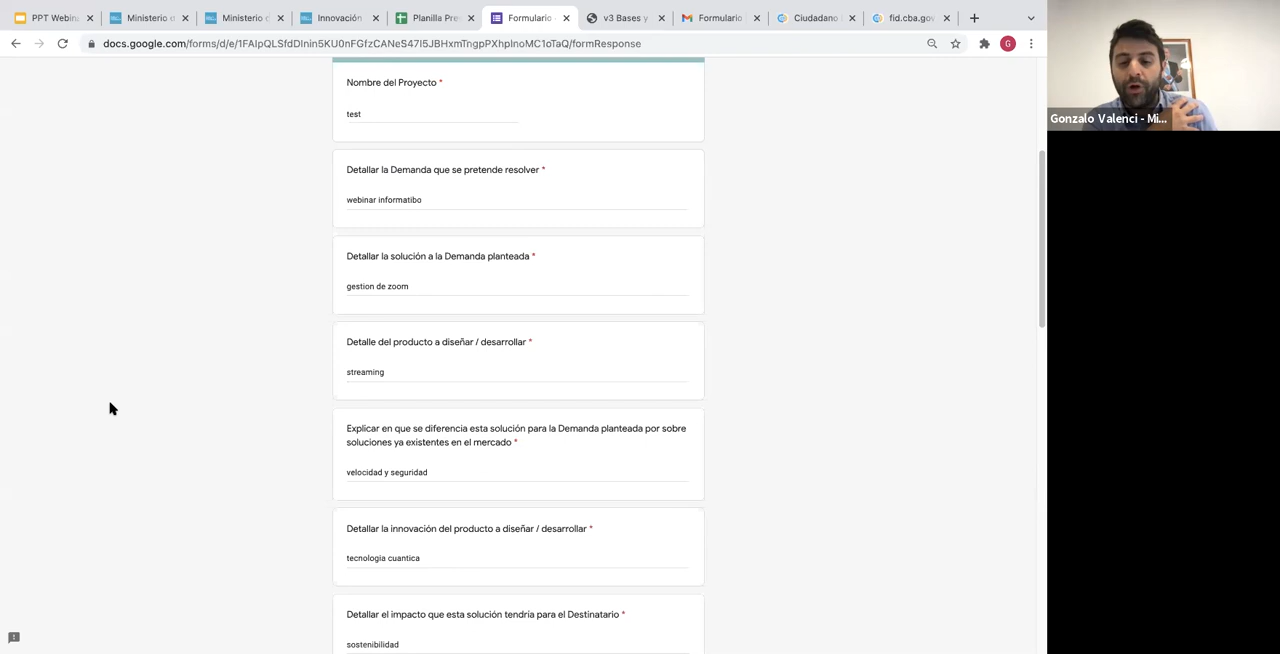 PPT Webin
Ministerio d
Ministerio d
Innovación
Planilla Pre
Formulario
v3 Bases y
Formulario
Ciudadano
fid.cba.gov
docs.google.com/forms/d/e/1FAIpQLSfdDInin5KU0nFGfzCANeS47I5JBHxmTngpPXhpInoMC1oTaQ/formResponse
G
Nombre del Proyecto *
test
Gonzalo Valenci - Mi...
Detallar la Demanda que se pretende resolver *
webinar informatibo
Detallar la solución a la Demanda planteada *
gestion de zoom
Detalle del producto a diseñar / desarrollar *
streaming
Explicar en que se diferencia esta solución para la Demanda planteada por sobre
soluciones ya existentes en el mercado *
velocidad y seguridad
Detallar la innovación del producto a diseñar / desarrollar *
tecnologia cuantica
Detallar el impacto que esta solución tendría para el Destinatario *
sostenibilidad